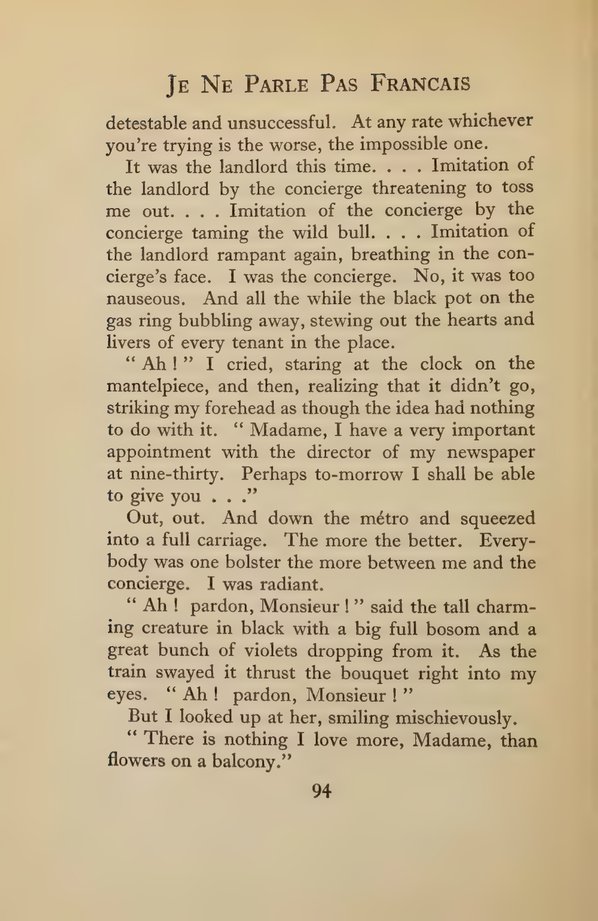 JE NE PARLE PAS FRANCAIS
detestable and unsuccessful. At any rate whichever
you're trying is the worse, the impossible one.
It was the landlord this time. . . . Imitation of
the landlord by the concierge threatening to toss
me out. . . . Imitation of the concierge by the
concierge taming the wild bull. . . . Imitation of
the landlord rampant again, breathing in the con-
cierge's face. I was the concierge. No, it was too
nauseous. And all the while the black pot on the
gas ring bubbling away, stewing out the hearts and
livers of every tenant in the place.
“ Ah ! ” I cried, staring at the clock on the
mantelpiece, and then, realizing that it didn't go,
striking my forehead as though the idea had nothing
to do with it. “ Madame, I have a very important
appointment with the director of my newspaper
at nine-thirty. Perhaps to-morrow I shall be able
to give you . . .”
Out, out. And down the métro and squeezed
into a full carriage. The more the better. Every-
body was one bolster the more between me and the
concierge. I was radiant.
“ Ah ! pardon, Monsieur ! ” said the tall charm-
ing creature in black with a big full bosom and a
great bunch of violets dropping from it. As the
train swayed it thrust the bouquet right into my
eyes. “ Ah ! pardon, Monsieur ! ”
But I looked up at her, smiling mischievously.
“ There is nothing I love more, Madame, than
flowers on a balcony.”
94